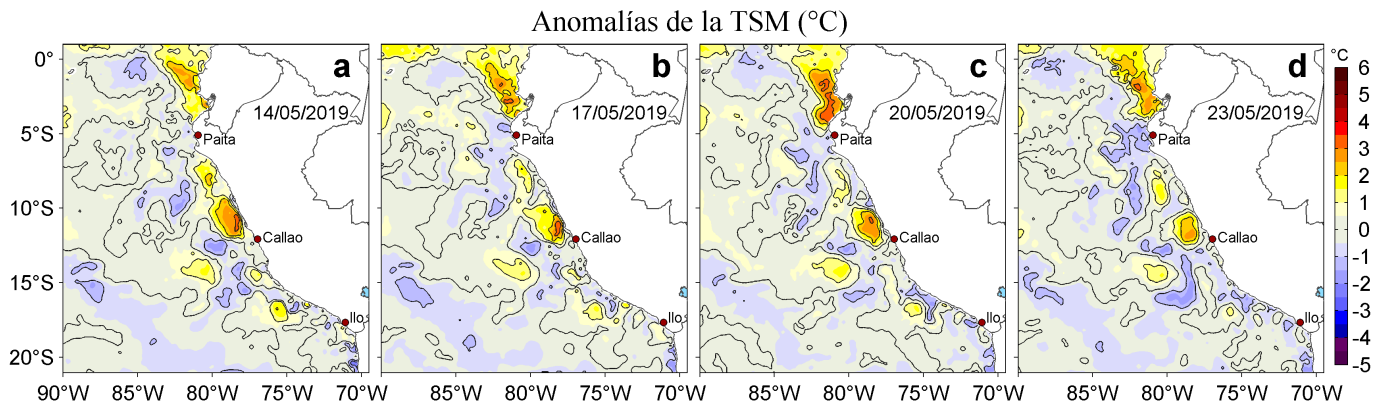 Anomalías de la TSM (°C)
a b c d °C
14/05/2019 17/05/2019 20/05/2019 23/05/2019
0°
5°S
10°S
15°S
20°S
Paita Paita Paita Paita
Callao Callao Callao Callao
Ilo Ilo Ilo Ilo
90°W 85°W 80°W 75°W 70°W 85°W 80°W 75°W 70°W 85°W 80°W 75°W 70°W 85°W 80°W 75°W 70°W
6
5
4
3
2
1
0
-1
-2
-3
-4
-5